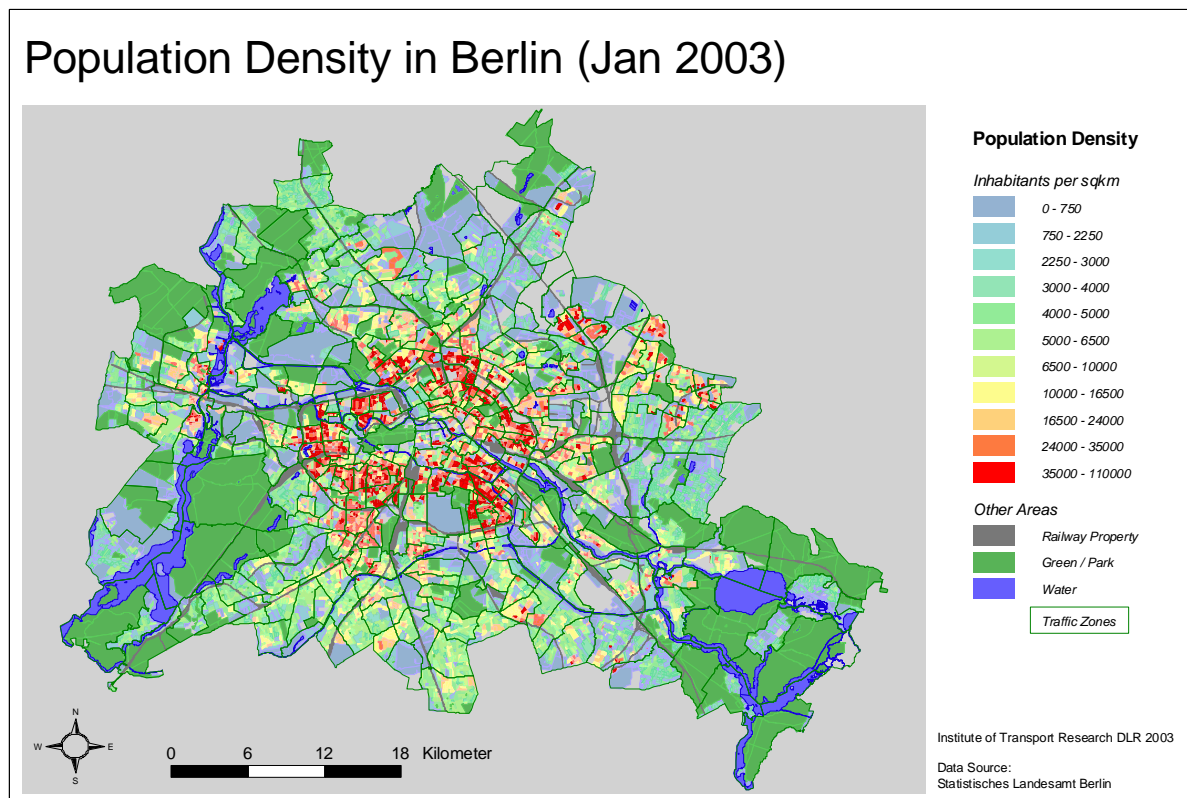 Population Density in Berlin (Jan 2003)
Population Density
Inhabitants per sqkm
0 - 750
750 - 2250
2250 - 3000
3000 - 4000
4000 - 5000
5000 - 6500
6500 - 10000
10000 - 16500
16500 - 24000
24000 - 35000
35000 - 110000
Other Areas
Railway Property
Green / Park
Water
Traffic Zones
N
W E
S
0 6 12 18 Kilometer
Institute of Transport Research DLR 2003
Data Source:
Statistisches Landesamt Berlin